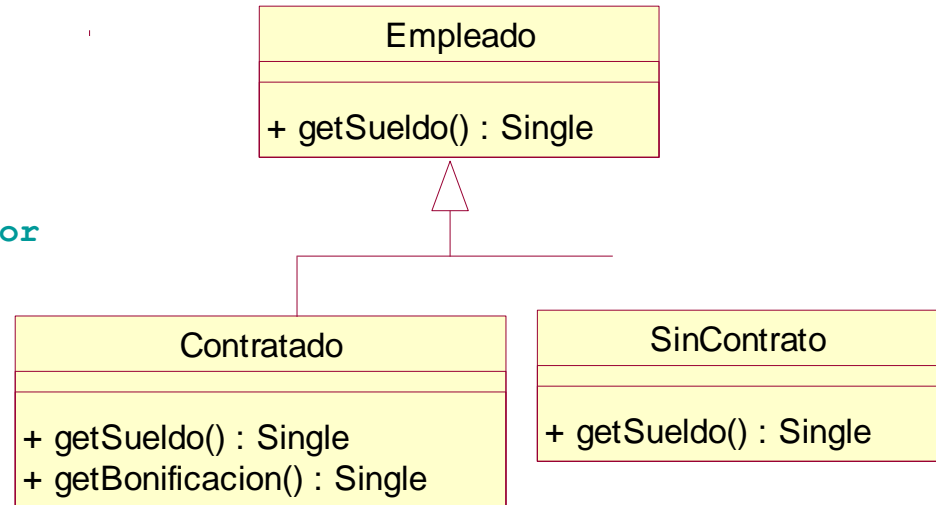 Empleado
+ getSueldo() : Single
or
Contratado
+ getSueldo() : Single
+ getBonificacion() : Single
SinContrato
+ getSueldo() : Single